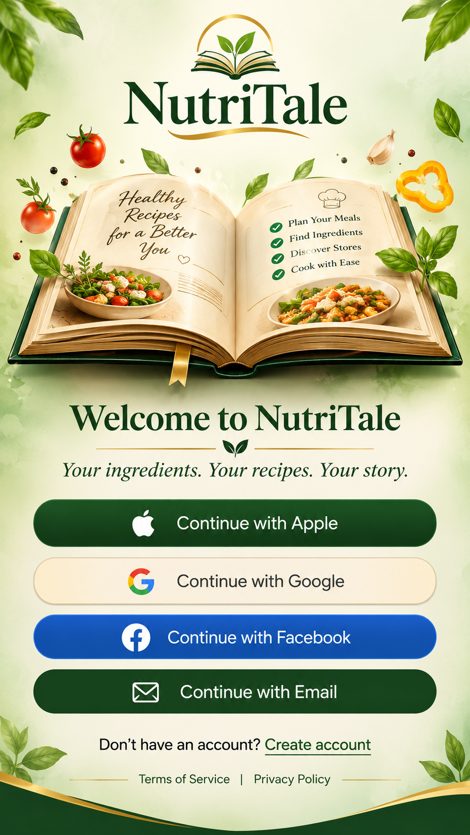 NutriTale
Healthy
Recipes
for a Better
You
Plan Your Meals
Find Ingredients
Discover Stores
Cook with Ease
Welcome to NutriTale
Your ingredients. Your recipes. Your story.
Continue with Apple
Continue with Google
Continue with Facebook
Continue with Email
Don't have an account? Create account
Terms of Service | Privacy Policy